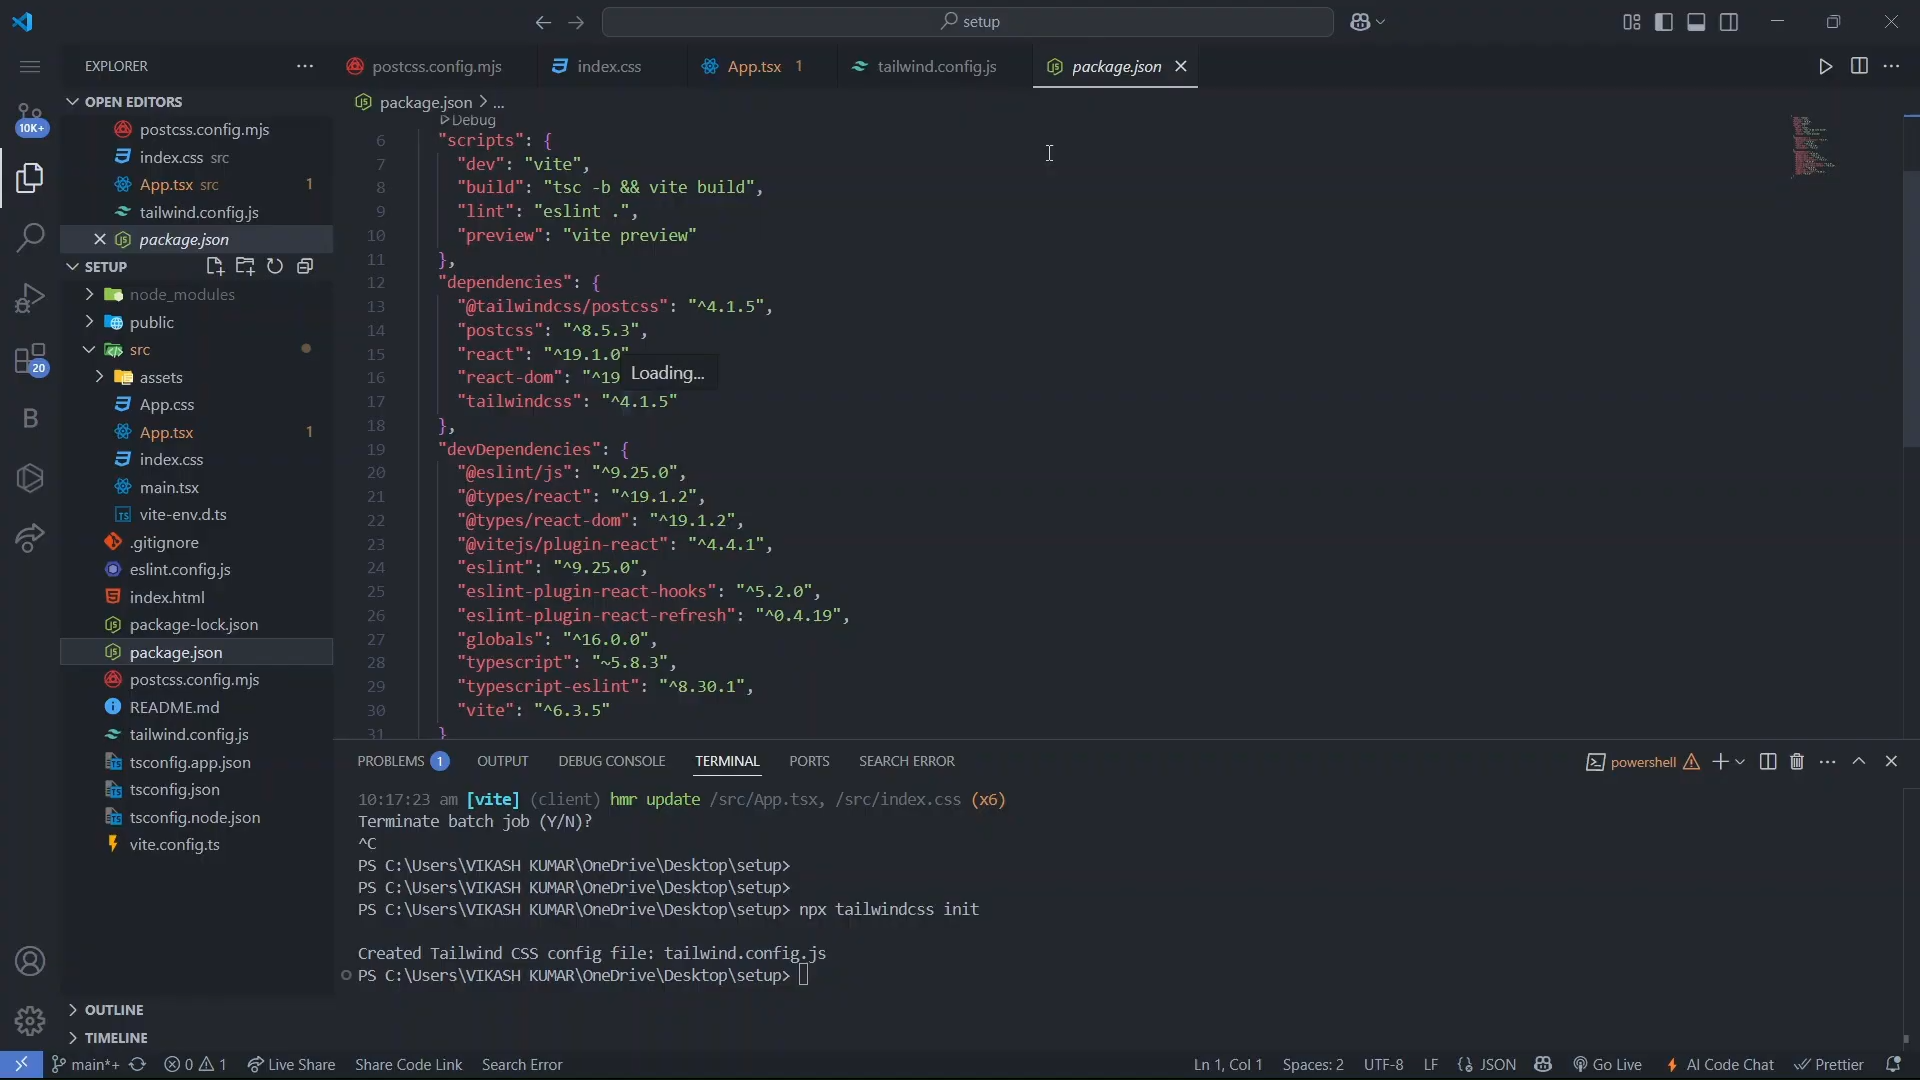 setup
EXPLORER
postcss.config.mjs
index.css
App.tsx 1
tailwind.config.js
package.json
OPEN EDITORS
postcss.config.mjs
index.css src
App.tsx src 1
tailwind.config.js
package.json
SETUP
node_modules
public
src
assets
App.css
App.tsx 1
index.css
main.tsx
vite-env.d.ts
.gitignore
eslint.config.js
index.html
package-lock.json
package.json
postcss.config.mjs
README.md
tailwind.config.js
tsconfig.app.json
tsconfig.json
tsconfig.node.json
vite.config.ts
OUTLINE
TIMELINE
10K+
20
package.json > ...
Debug
6 "scripts": {
7 "dev": "vite",
8 "build": "tsc -b && vite build",
9 "lint": "eslint .",
10 "preview": "vite preview"
11 },
12 "dependencies": {
13 "@tailwindcss/postcss": "^4.1.5",
14 "postcss": "^8.5.3",
15 "react": "^19.1.0"
16 "react-dom": "^19
Loading...
17 "tailwindcss": "^4.1.5"
18 },
19 "devDependencies": {
20 "@eslint/js": "^9.25.0",
21 "@types/react": "^19.1.2",
22 "@types/react-dom": "^19.1.2",
23 "@vitejs/plugin-react": "^4.4.1",
24 "eslint": "^9.25.0",
25 "eslint-plugin-react-hooks": "^5.2.0",
26 "eslint-plugin-react-refresh": "^0.4.19",
27 "globals": "^16.0.0",
28 "typescript": "~5.8.3",
29 "typescript-eslint": "^8.30.1",
30 "vite": "^6.3.5"
31 }
PROBLEMS 1 OUTPUT DEBUG CONSOLE TERMINAL PORTS SEARCH ERROR
powershell
10:17:23 am [vite] (client) hmr update /src/App.tsx, /src/index.css (x6)
Terminate batch job (Y/N)?
^C
PS C:\Users\VIKASH KUMAR\OneDrive\Desktop\setup>
PS C:\Users\VIKASH KUMAR\OneDrive\Desktop\setup>
PS C:\Users\VIKASH KUMAR\OneDrive\Desktop\setup> npx tailwindcss init
Created Tailwind CSS config file: tailwind.config.js
PS C:\Users\VIKASH KUMAR\OneDrive\Desktop\setup>
main*+ 0 1 Live Share Share Code Link Search Error Ln 1, Col 1 Spaces: 2 UTF-8 LF {} JSON Go Live AI Code Chat Prettier